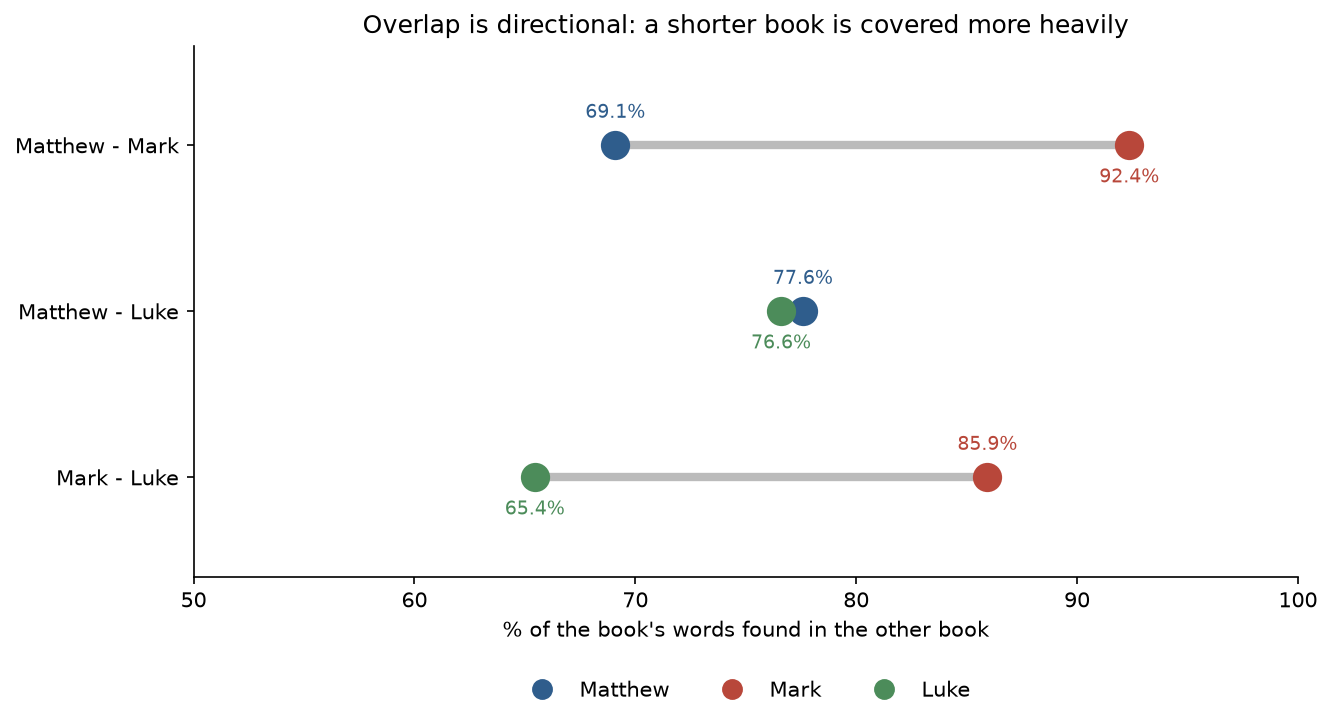 Overlap is directional: a shorter book is covered more heavily
69.1%
Matthew - Mark
92.4%
77.6%
Matthew - Luke
76.6%
85.9%
Mark - Luke
65.4%
50 60 70 80 90 100
% of the book's words found in the other book
Matthew Mark Luke